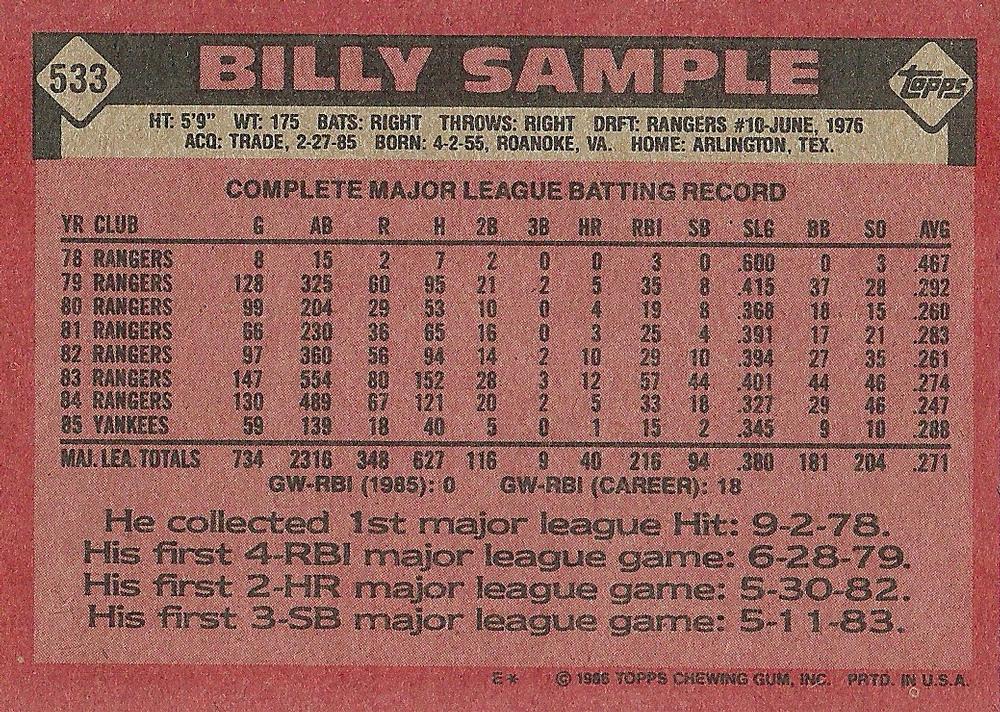 533
BILLY SAMPLE
TOPPS
HT: 5'9" WT: 175 BATS: RIGHT THROWS: RIGHT DRFT: RANGERS #10-JUNE, 1976
ACQ: TRADE, 2-27-85 BORN: 4-2-55, ROANOKE, VA. HOME: ARLINGTON, TEX.
COMPLETE MAJOR LEAGUE BATTING RECORD
YR CLUB G AB R H 2B 3B HR RBI SB SLG BB SO AVG
78 RANGERS 8 15 2 7 2 0 0 3 0 .600 0 3 .467
79 RANGERS 128 325 60 95 21 2 5 35 8 .415 37 28 .292
80 RANGERS 99 204 29 53 10 0 4 19 8 .368 18 15 .260
81 RANGERS 66 230 36 65 16 0 3 25 4 .391 17 21 .283
82 RANGERS 97 360 56 94 14 2 10 29 10 .394 27 35 .261
83 RANGERS 147 554 80 152 28 3 12 57 44 .401 44 46 .274
84 RANGERS 130 489 67 121 20 2 5 33 18 .327 29 46 .247
85 YANKEES 59 139 18 40 5 0 1 15 2 .345 9 10 .288
MAJ. LEA. TOTALS 734 2316 348 627 116 9 40 216 94 .380 181 204 .271
GW-RBI (1985): 0 GW-RBI (CAREER): 18
He collected 1st major league Hit: 9-2-78.
His first 4-RBI major league game: 6-28-79.
His first 2-HR major league game: 5-30-82.
His first 3-SB major league game: 5-11-83.
E* © 1986 TOPPS CHEWING GUM, INC. PRTD. IN U.S.A.